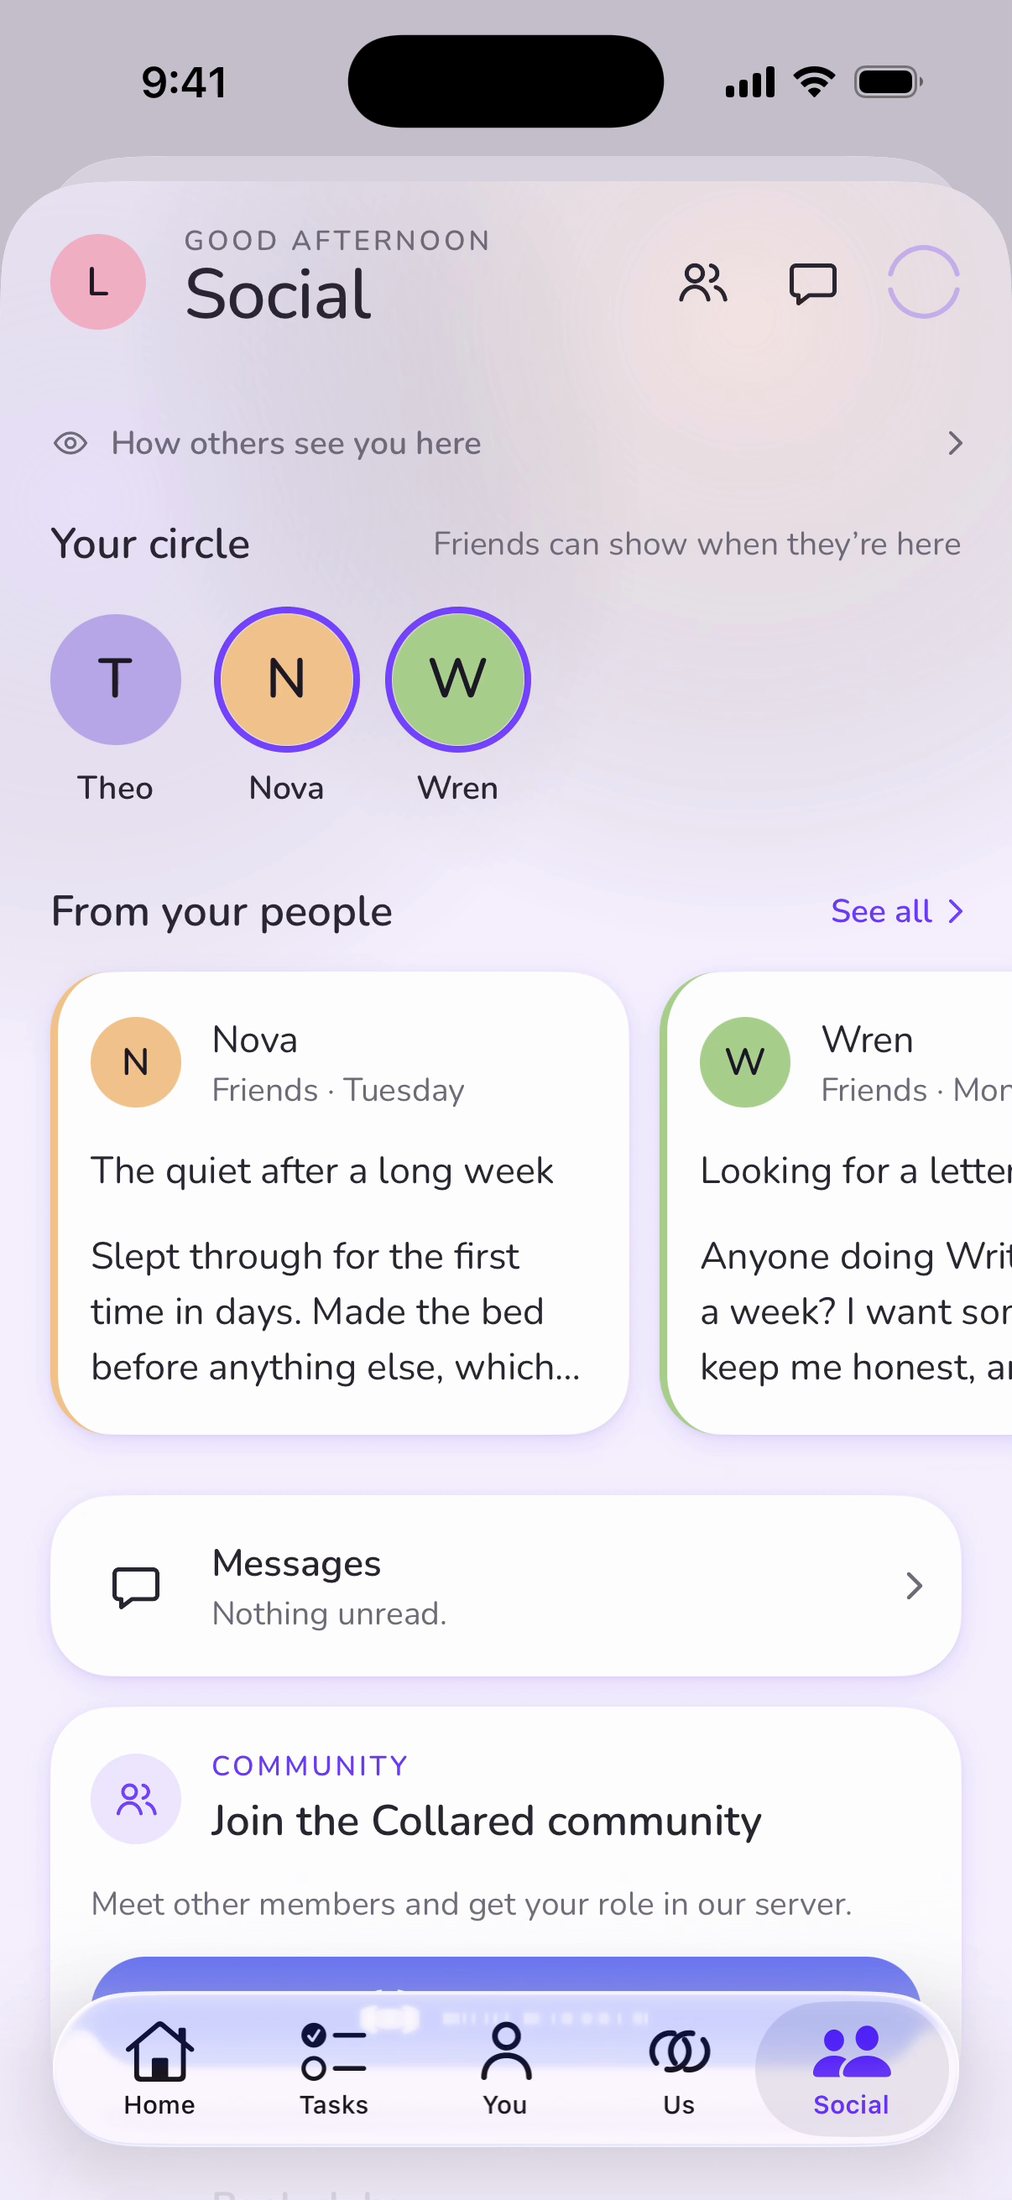 9:41
L
GOOD AFTERNOON
Social
How others see you here
Your circle
Friends can show when they’re here
T
N
W
Theo
Nova
Wren
From your people
See all
N
Nova
Friends · Tuesday
The quiet after a long week
Slept through for the first
time in days. Made the bed
before anything else, which...
W
Wren
Friends · Mon
Looking for a letter
Anyone doing Writ
a week? I want
keep me honest,
Messages
Nothing unread.
COMMUNITY
Join the Collared community
Meet other members and get your role in our server.
Home
Tasks
You
Us
Social